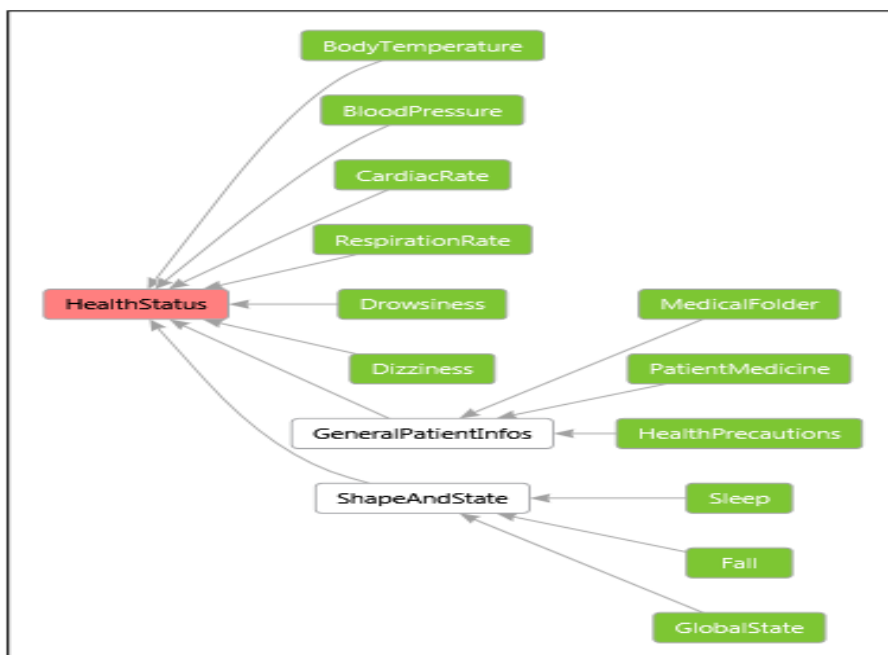 BodyTemperature
BloodPressure
CardiacRate
RespirationRate
HealthStatus
Drowsiness
MedicalFolder
Dizziness
PatientMedicine
GeneralPatientInfos
HealthPrecautions
ShapeAndState
Sleep
Fall
GlobalState